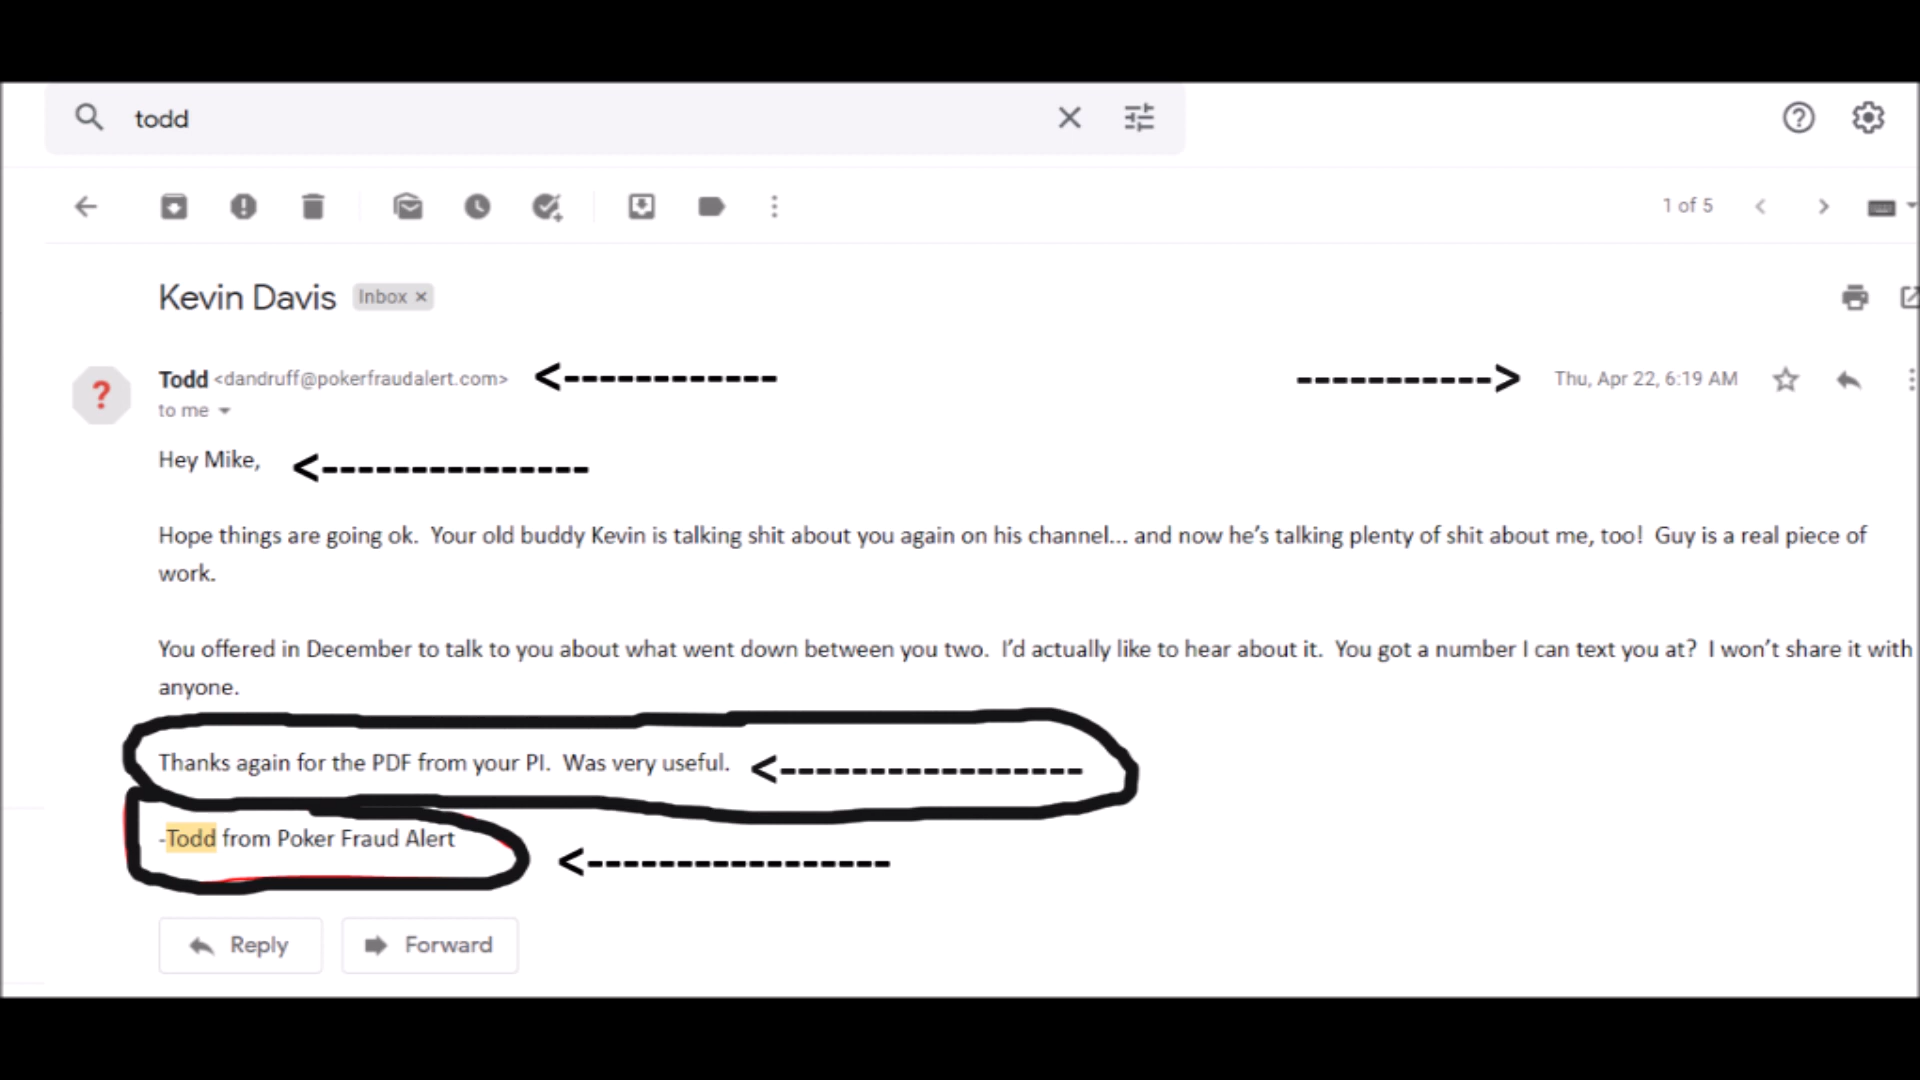 todd
1 of 5
Kevin Davis Inbox ×
Todd <dandruff@pokerfraudalert.com> <------------ -----------> Thu, Apr 22, 6:19 AM
to me
Hey Mike, <---------------
Hope things are going ok.  Your old buddy Kevin is talking shit about you again on his channel... and now he's talking plenty of shit about me, too!  Guy is a real piece of
work.
You offered in December to talk to you about what went down between you two.  I'd actually like to hear about it.  You got a number I can text you at?  I won't share it with
anyone.
Thanks again for the PDF from your PI.  Was very useful. <-----------------
-Todd from Poker Fraud Alert <-----------------
Reply Forward